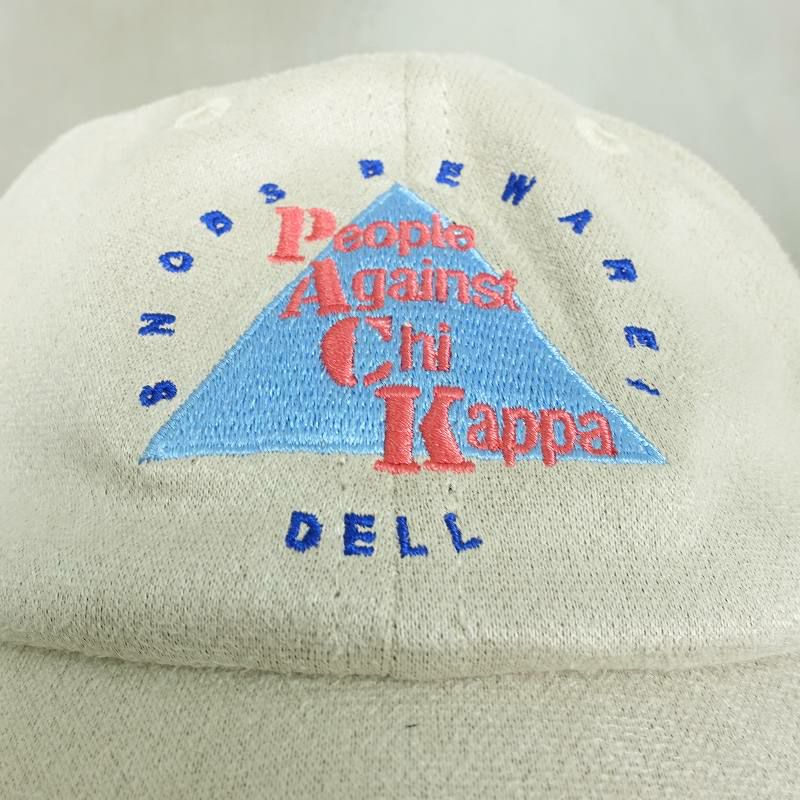 SNOBS BEWARE!
People
Against
Chi
Kappa
DELL